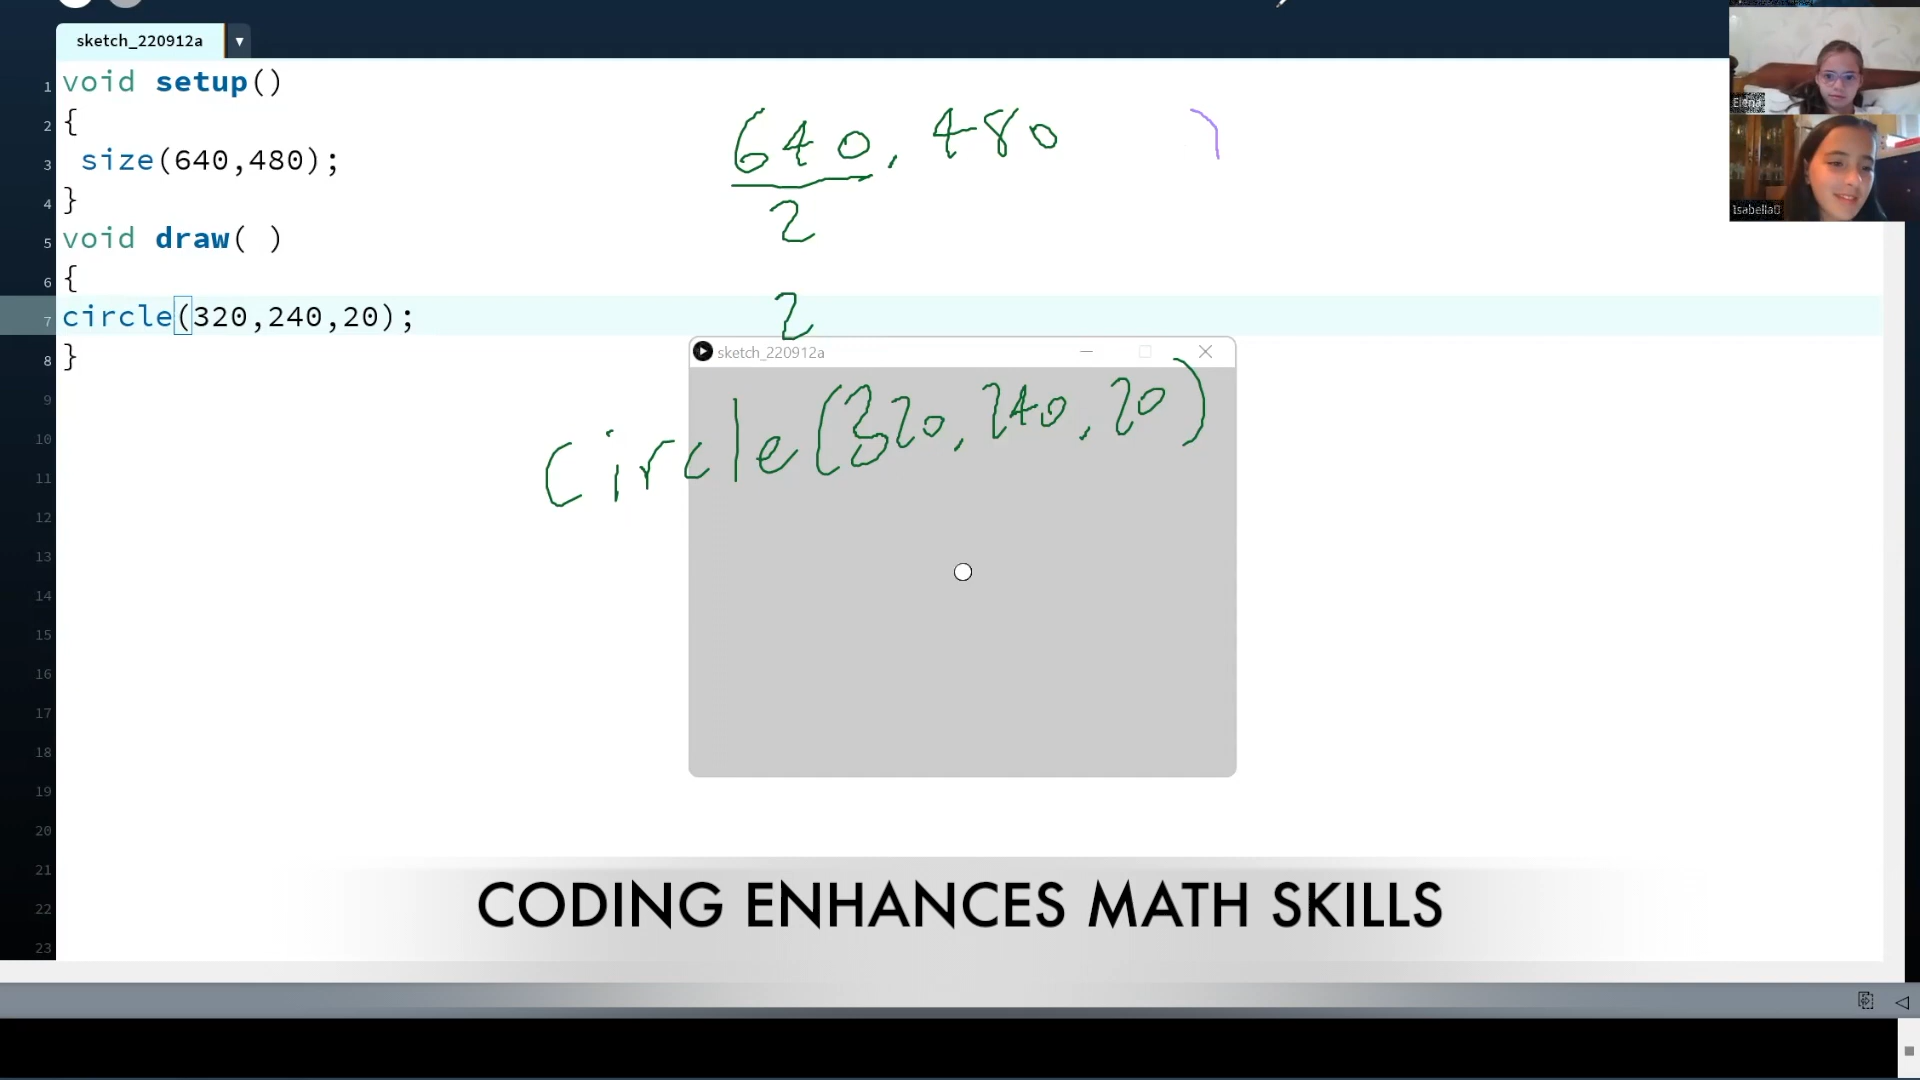 sketch_220912a
1 void setup()
2 {
3 size(640,480);
4 }
5 void draw( )
6 {
7 circle(320,240,20);
8 }
9
10
11
12
13
14
15
16
17
18
19
20
21
22
23
640, 480 )
2
2
sketch_220912a
circle(320,240,20)
Elena
IsabellaG
CODING ENHANCES MATH SKILLS